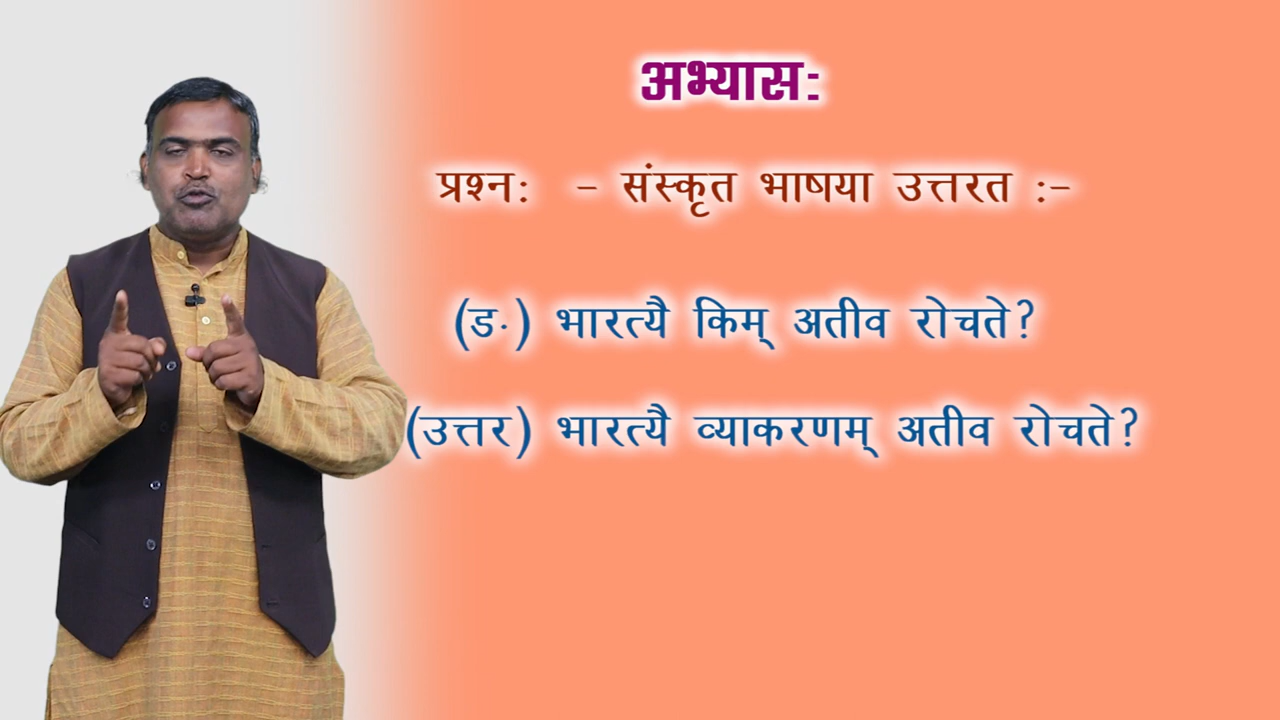 अभ्यास:
प्रश्न: - संस्कृत भाषया उत्तरत :-
(ड.) भारत्यै किम् अतीव रोचते?
(उत्तर) भारत्यै व्याकरणम् अतीव रोचते?